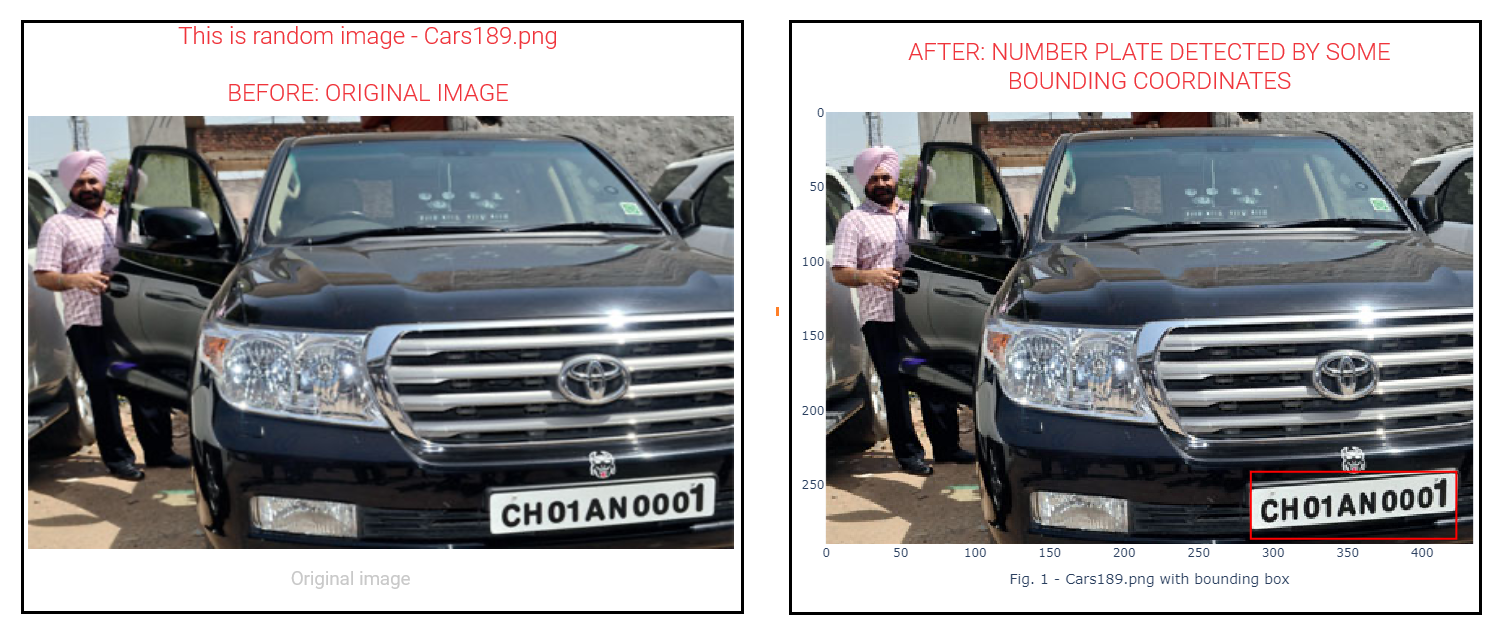 This is random image - Cars189.png
BEFORE: ORIGINAL IMAGE
CH01AN0001
Original image
AFTER: NUMBER PLATE DETECTED BY SOME
BOUNDING COORDINATES
0
50
100
150
200
250
CH01AN0001
0 50 100 150 200 250 300 350 400
Fig. 1 - Cars189.png with bounding box